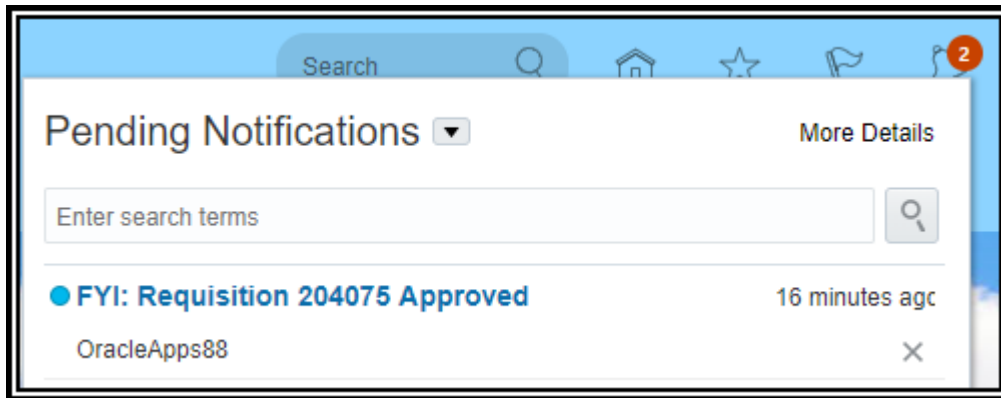 Search
2
Pending Notifications
More Details
Enter search terms
FYI: Requisition 204075 Approved
16 minutes ago
OracleApps88